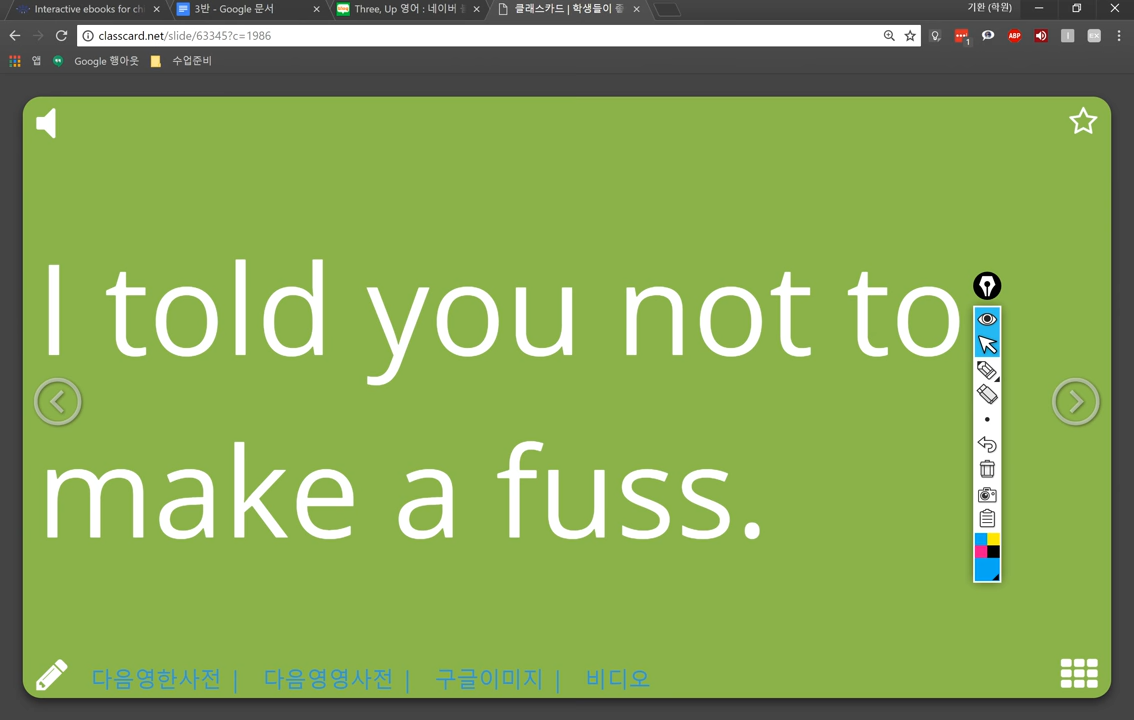 Interactive ebooks for ch
3반 - Google 문서
Three, Up 영어 : 네이버
클래스카드 | 학생들이
기환 (학원)
classcard.net/slide/63345?c=1986
1
ABP
앱
Google 행아웃
수업준비
I told you not to
make a fuss.
다음영한사전 | 다음영영사전 | 구글이미지 | 비디오